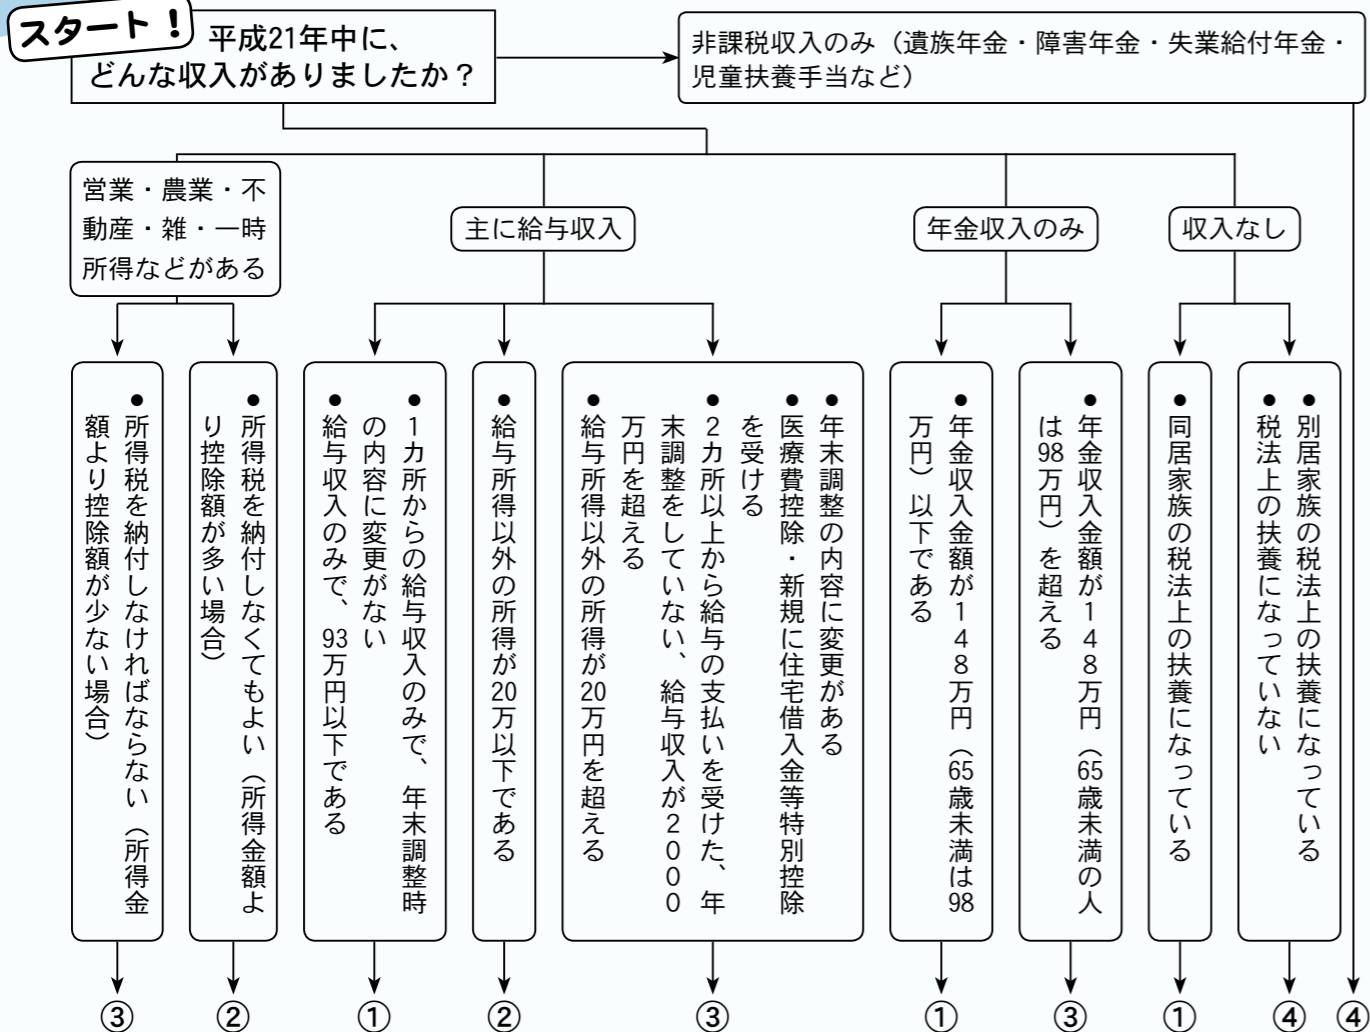 スタート！
平成21年中に、
どんな収入がありましたか？
非課税収入のみ（遺族年金・障害年金・失業給付年金・
児童扶養手当など）
営業・農業・不
動産・雑・一時
所得などがある
主に給与収入
年金収入のみ
収入なし
●別居家族の税法上の扶養になっている
●税法上の扶養になっていない
●同居家族の税法上の扶養になっている
●年金収入金額が１４８万円（65歳未満の人
は98万円）を超える
●年金収入金額が１４８万円（65歳未満は98
万円）以下である
●年末調整の内容に変更がある
●医療費控除・新規に住宅借入金等特別控除
を受ける
●２カ所以上から給与の支払いを受けた、年
末調整をしていない、給与収入が２０００
万円を超える
●給与所得以外の所得が20万円を超える
●給与所得以外の所得が20万以下である
●１カ所からの給与収入のみで、年末調整時
の内容に変更がない
●給与収入のみで、93万円以下である
●所得税を納付しなくてもよい（所得金額よ
り控除額が多い場合）
●所得税を納付しなければならない（所得金
額より控除額が少ない場合）
③ ② ① ② ③ ① ③ ① ④ ④